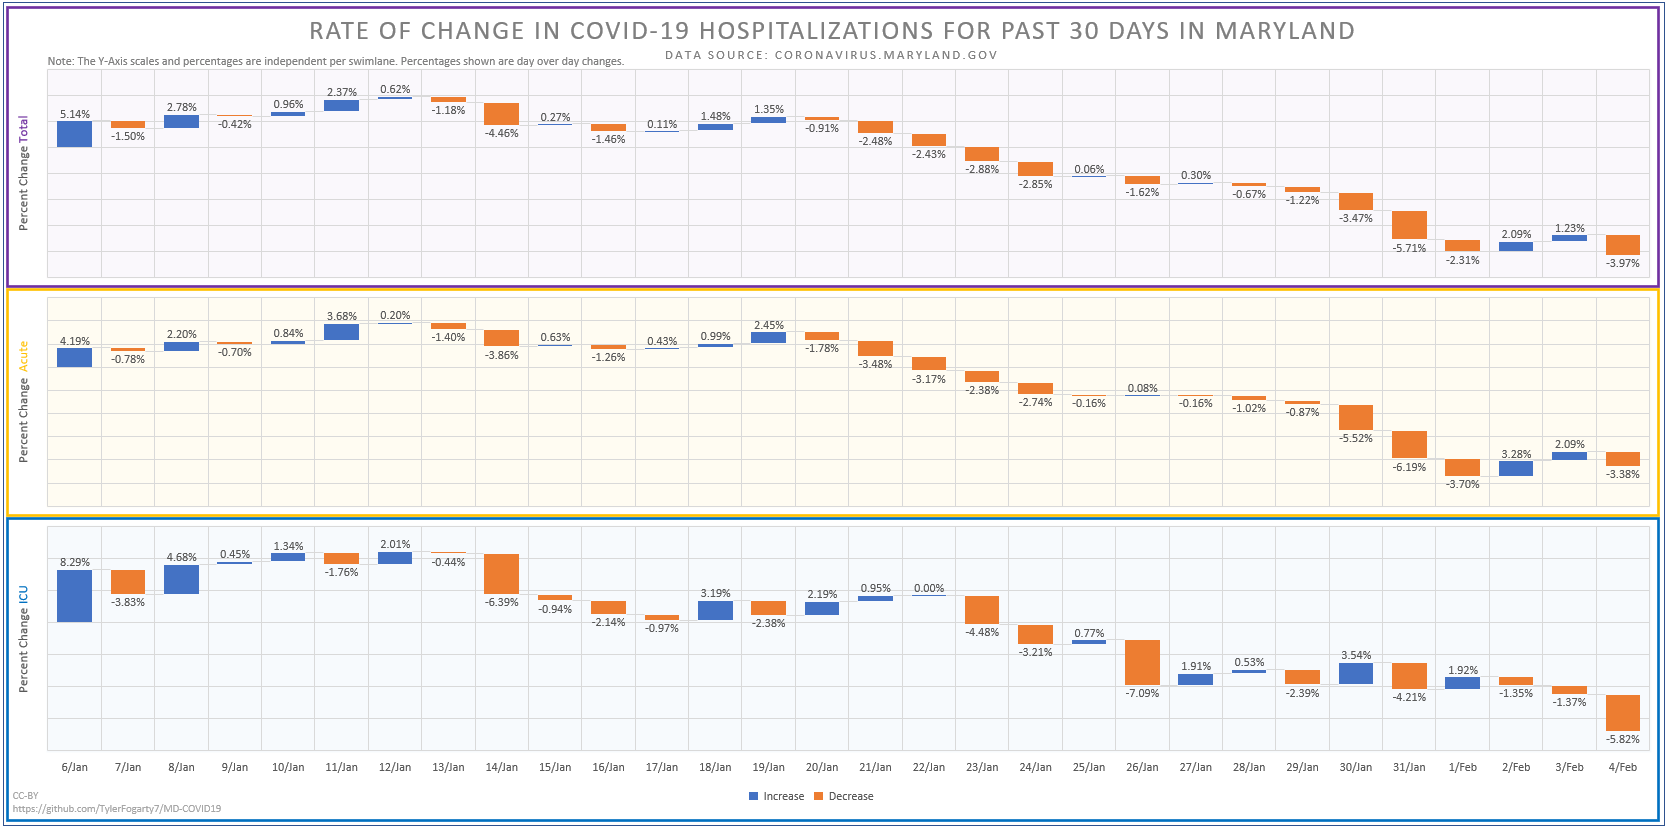 RATE OF CHANGE IN COVID-19 HOSPITALIZATIONS FOR PAST 30 DAYS IN MARYLAND
DATA SOURCE: CORONAVIRUS.MARYLAND.GOV
Note: The Y-Axis scales and percentages are independent per swimlane. Percentages shown are day over day changes.
Percent Change Total
5.14% -1.50% 2.78% -0.42% 0.96% 2.37% 0.62% -1.18% -4.46% 0.27% -1.46% 0.11% 1.48% 1.35% -0.91% -2.48% -2.43% -2.88% -2.85% 0.06% -1.62% 0.30% -0.67% -1.22% -3.47% -5.71% -2.31% 2.09% 1.23% -3.97%
Percent Change Acute
4.19% -0.78% 2.20% -0.70% 0.84% 3.68% 0.20% -1.40% -3.86% 0.63% -1.26% 0.43% 0.99% 2.45% -1.78% -3.48% -3.17% -2.38% -2.74% -0.16% 0.08% -0.16% -1.02% -0.87% -5.52% -6.19% -3.70% 3.28% 2.09% -3.38%
Percent Change ICU
8.29% -3.83% 4.68% 0.45% 1.34% -1.76% 2.01% -0.44% -6.39% -0.94% -2.14% -0.97% 3.19% -2.38% 2.19% 0.95% 0.00% -4.48% -3.21% 0.77% -7.09% 1.91% 0.53% -2.39% 3.54% -4.21% 1.92% -1.35% -1.37% -5.82%
6/Jan 7/Jan 8/Jan 9/Jan 10/Jan 11/Jan 12/Jan 13/Jan 14/Jan 15/Jan 16/Jan 17/Jan 18/Jan 19/Jan 20/Jan 21/Jan 22/Jan 23/Jan 24/Jan 25/Jan 26/Jan 27/Jan 28/Jan 29/Jan 30/Jan 31/Jan 1/Feb 2/Feb 3/Feb 4/Feb
Increase Decrease
CC-BY
https://github.com/TylerFogarty7/MD-COVID19